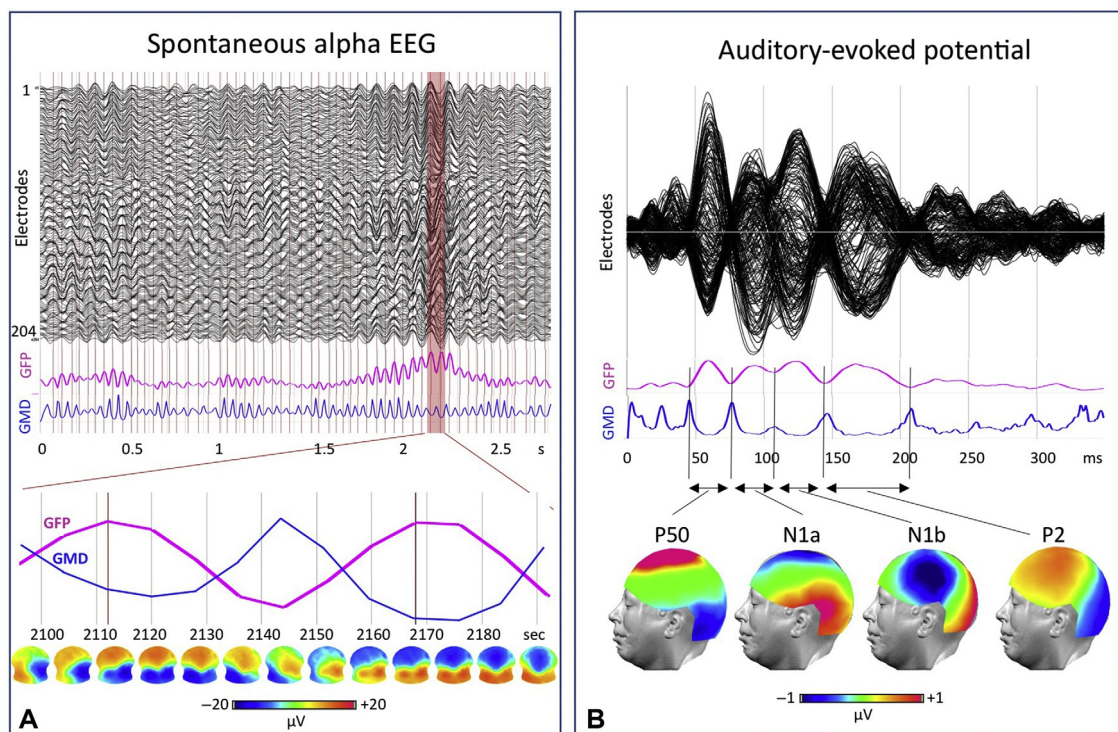 Spontaneous alpha EEG
1
Electrodes
204
GFP
GMD
0 0.5 1 1.5 2 2.5 s
GFP
GMD
2100 2110 2120 2130 2140 2150 2160 2170 2180 sec
–20 +20
µV
A
Auditory-evoked potential
Electrodes
GFP
GMD
0 50 100 150 200 250 300 ms
P50 N1a N1b P2
–1 +1
µV
B